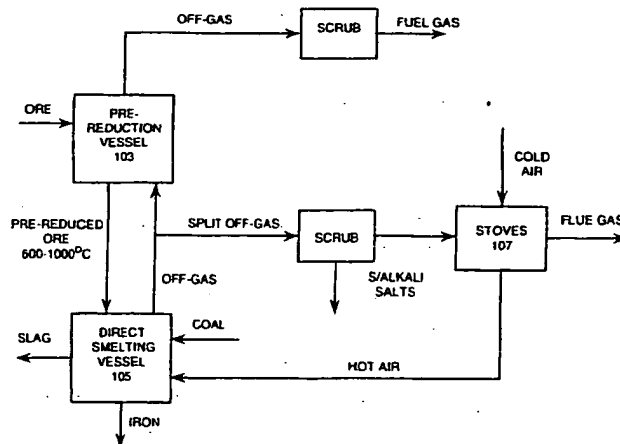 OFF-GAS
SCRUB
FUEL GAS
ORE
PRE-
REDUCTION
VESSEL
103
COLD
AIR
PRE-REDUCED
ORE
600-1000°C
SPLIT OFF-GAS
SCRUB
STOVES
107
FLUE GAS
OFF-GAS
S/ALKALI
SALTS
SLAG
DIRECT
SMELTING
VESSEL
105
COAL
HOT AIR
IRON